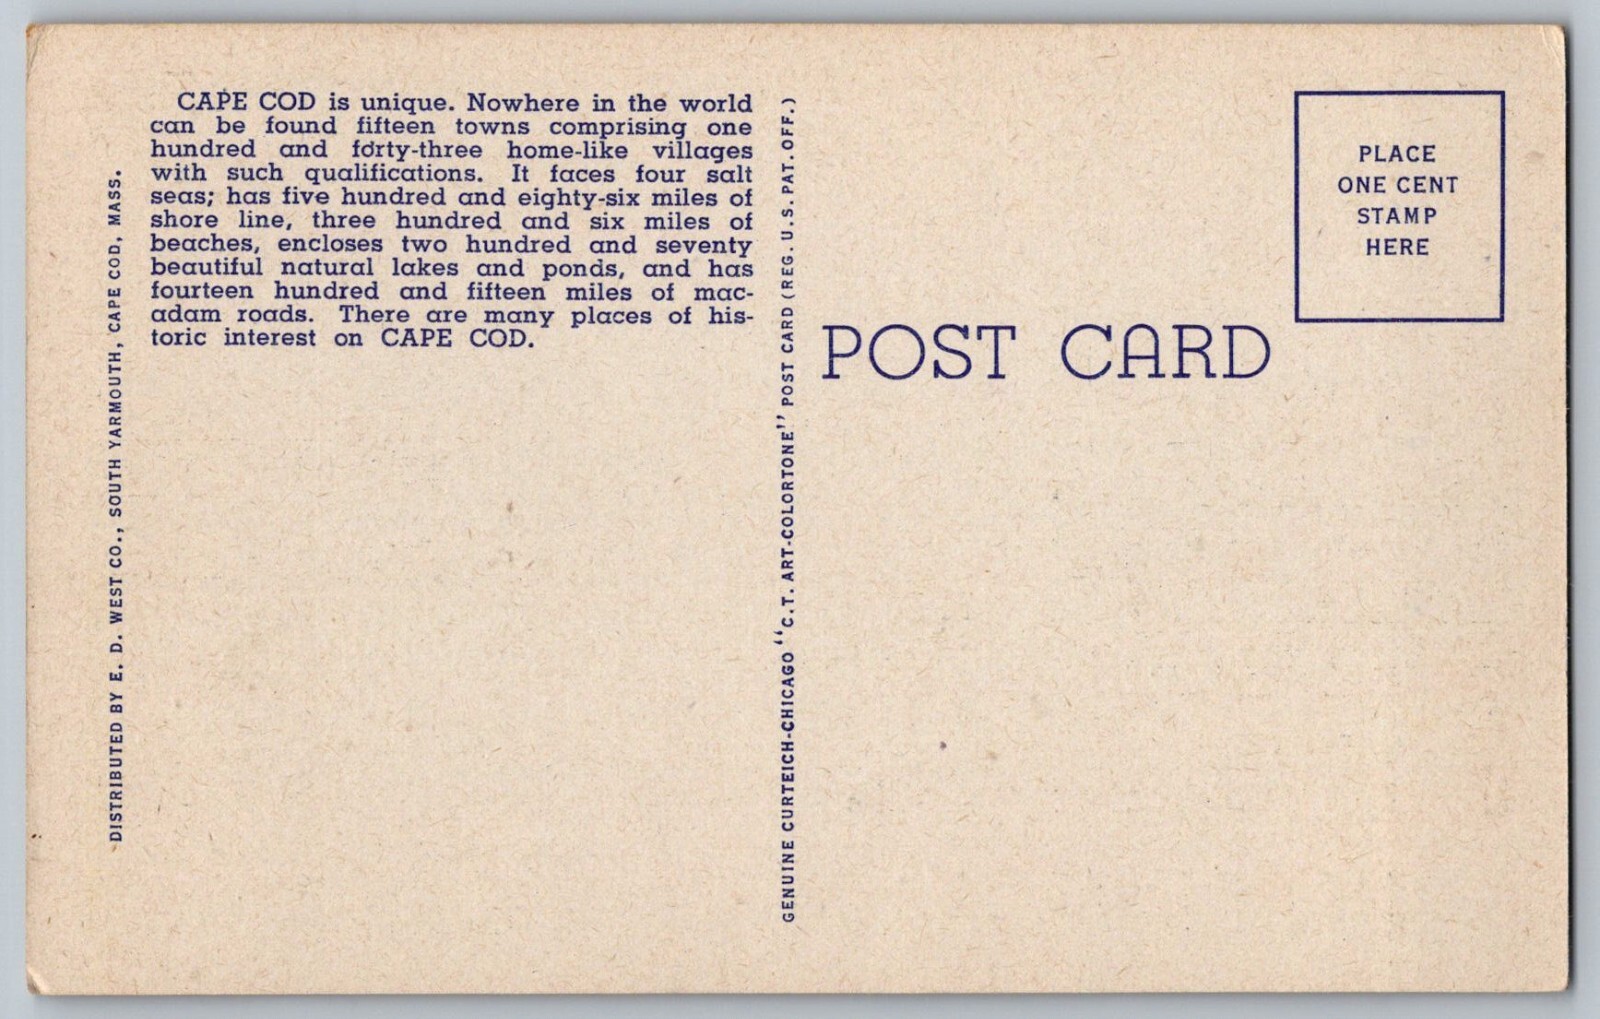 CAPE COD is unique. Nowhere in the world
can be found fifteen towns comprising one
hundred and forty-three home-like villages
with such qualifications. It faces four salt
seas; has five hundred and eighty-six miles of
shore line, three hundred and six miles of
beaches, encloses two hundred and seventy
beautiful natural lakes and ponds, and has
fourteen hundred and fifteen miles of mac-
adam roads. There are many places of his-
toric interest on CAPE COD.
DISTRIBUTED BY E. D. WEST CO., SOUTH YARMOUTH, CAPE COD, MASS.
GENUINE CURTEICH-CHICAGO "C.T. ART-COLORTONE" POST CARD (REG. U.S. PAT. OFF.)
POST CARD
PLACE
ONE CENT
STAMP
HERE